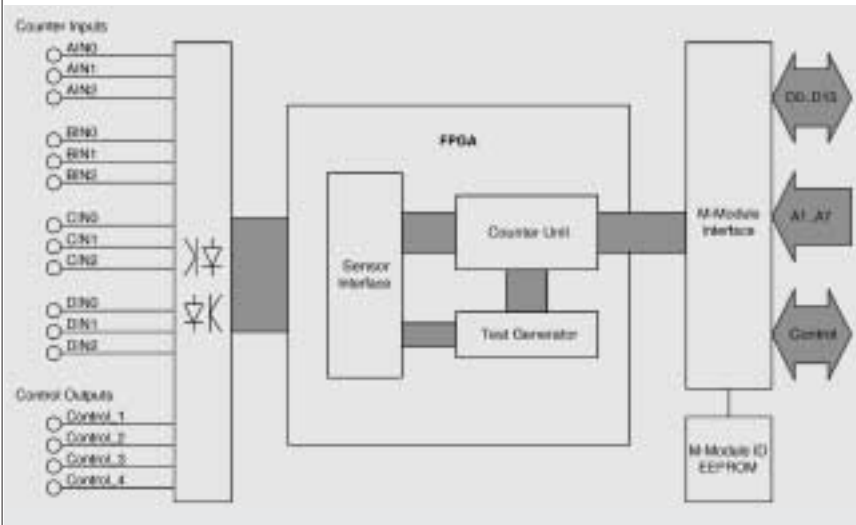 Counter Inputs
AIN0
AIN1
AIN2
BIN0
BIN1
BIN2
CIN0
CIN1
CIN2
DIN0
DIN1
DIN2
Control Outputs
Control_1
Control_2
Control_3
Control_4
FPGA
Sensor
Interface
Counter Unit
Test Generator
M-Module
Interface
D0..D15
A1..A7
Control
M-Module ID
EEPROM